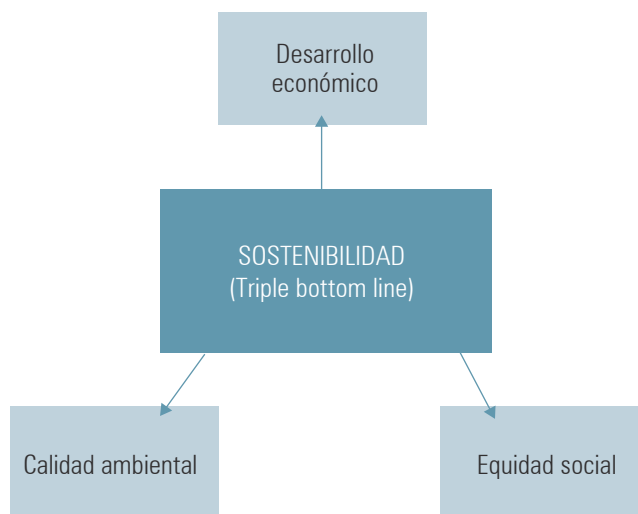 Desarrollo
económico
SOSTENIBILIDAD
(Triple bottom line)
Calidad ambiental
Equidad social